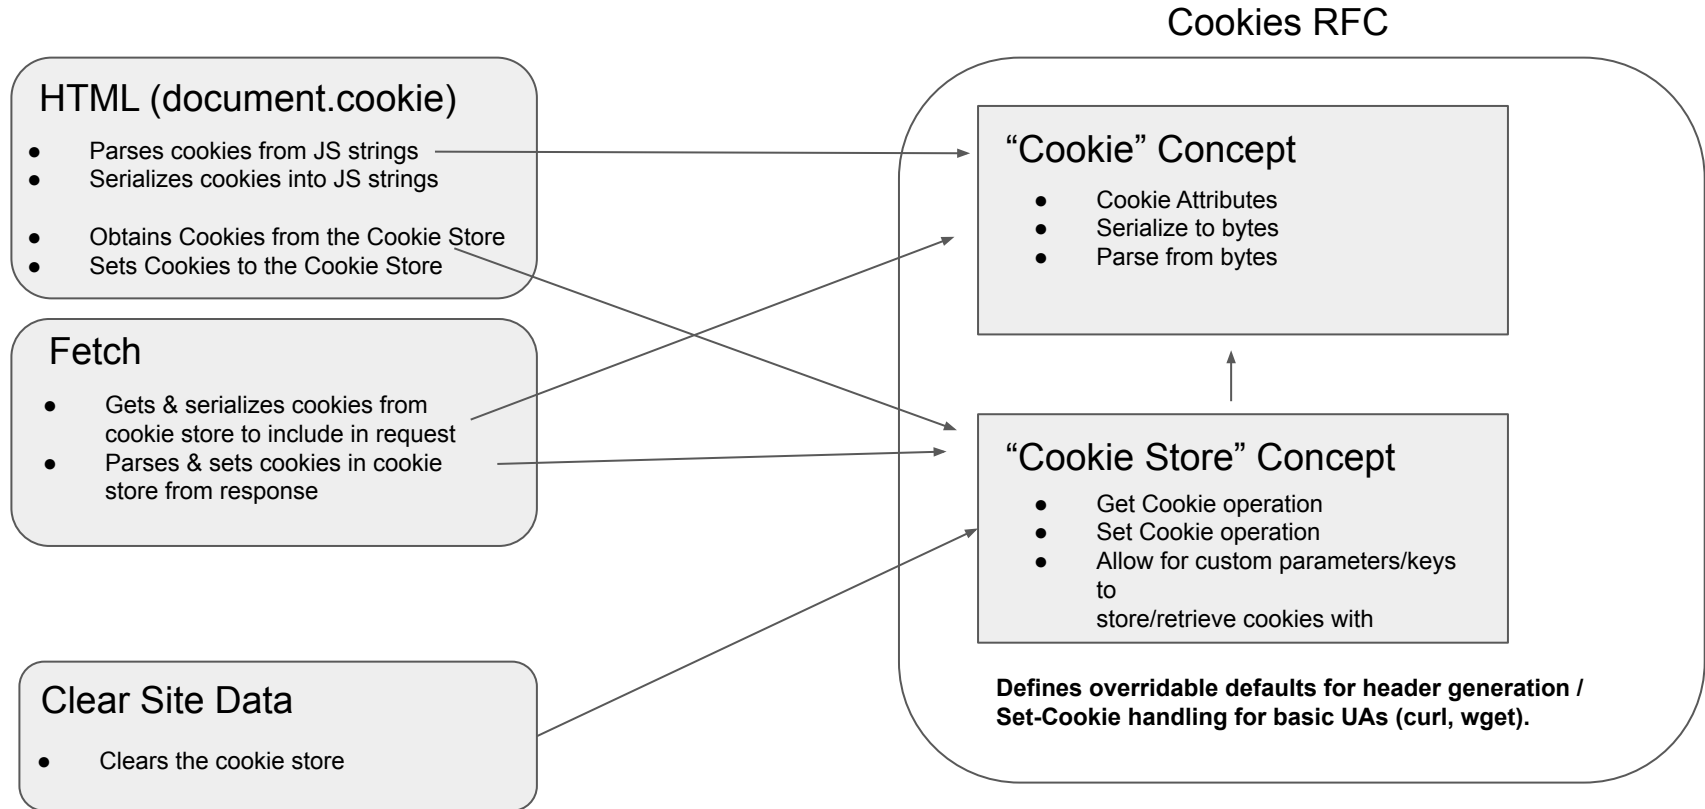 Cookies RFC
HTML (document.cookie)
● Parses cookies from JS strings
● Serializes cookies into JS strings
● Obtains Cookies from the Cookie Store
● Sets Cookies to the Cookie Store
Fetch
● Gets & serializes cookies from
cookie store to include in request
● Parses & sets cookies in cookie
store from response
Clear Site Data
● Clears the cookie store
“Cookie” Concept
● Cookie Attributes
● Serialize to bytes
● Parse from bytes
“Cookie Store” Concept
● Get Cookie operation
● Set Cookie operation
● Allow for custom parameters/keys
to
store/retrieve cookies with
Defines overridable defaults for header generation /
Set-Cookie handling for basic UAs (curl, wget).